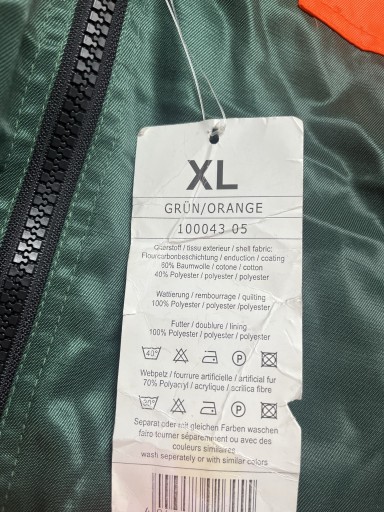 XL
GRÜN/ORANGE
100043 05
Oberstoff / tissu exterieur / shell fabric:
Flourcarbonbeschichtung / enduction / coating
60% Baumwolle / cotone / cotton
40% Polyester / polyester / polyester
Wattierung / rembourrage / quilting
100% Polyester / polyester /polyester
Futter / doublure / lining
100% Polyester / polyester / polyester
40°
P
Webpelz / fourrure artificielle / artificial fur
70% Polyacryl / acrylique / acrilica fibre
30°
P
Separat oder mit gleichen Farben waschen
faire tourner séparément ou avec des
couleurs similaires
wash seperately or with similar colors